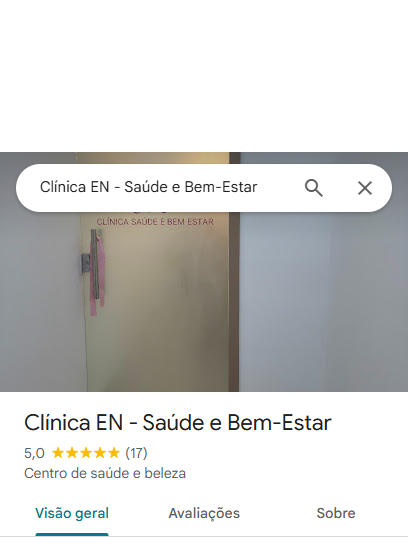 Clínica EN - Saúde e Bem-Estar
CLÍNICA SAÚDE E BEM ESTAR
Clínica EN - Saúde e Bem-Estar
5,0 ★★★★★ (17)
Centro de saúde e beleza
Visão geral Avaliações Sobre